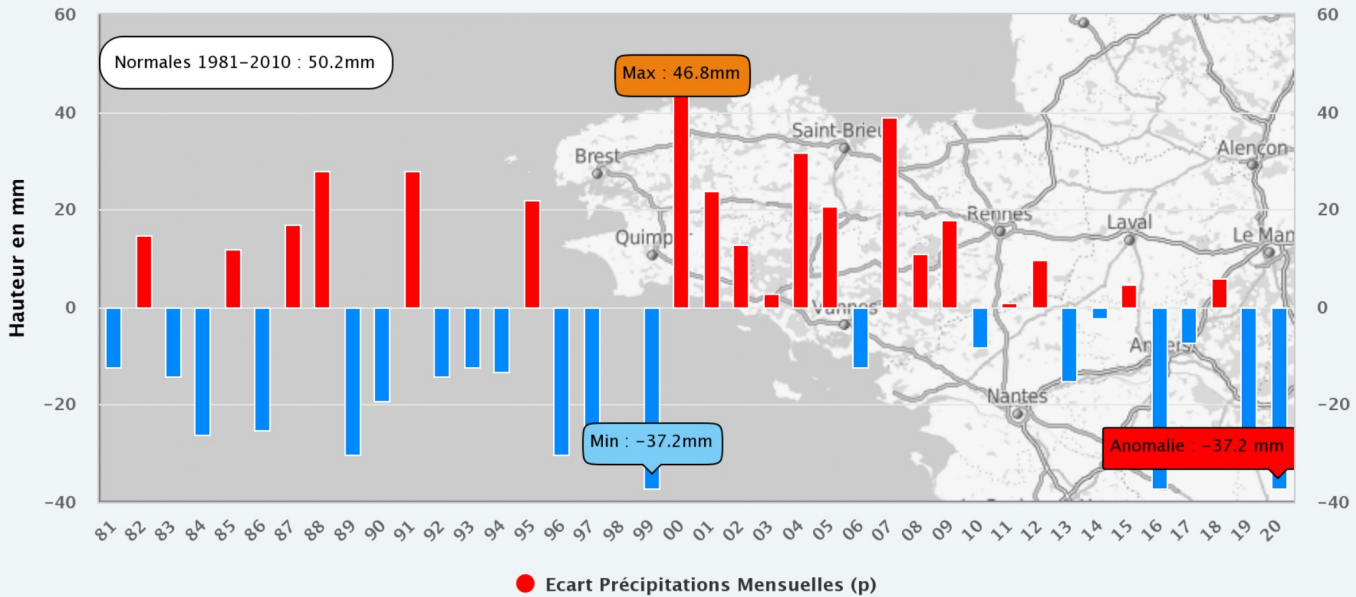 60
60
Normales 1981-2010 : 50.2mm
Max : 46.8mm
40
40
Saint-Brieu
Alençon
Brest
Hauteur en mm
20
20
Rennes
Laval
Quimp
Le Man
0
0
Vannes
Angers
-20
-20
Nantes
Min : -37.2mm
Anomalie : -37.2 mm
-40
-40
81 82 83 84 85 86 87 88 89 90 91 92 93 94 95 96 97 98 99 00 01 02 03 04 05 06 07 08 09 10 11 12 13 14 15 16 17 18 19 20
Ecart Précipitations Mensuelles (p)